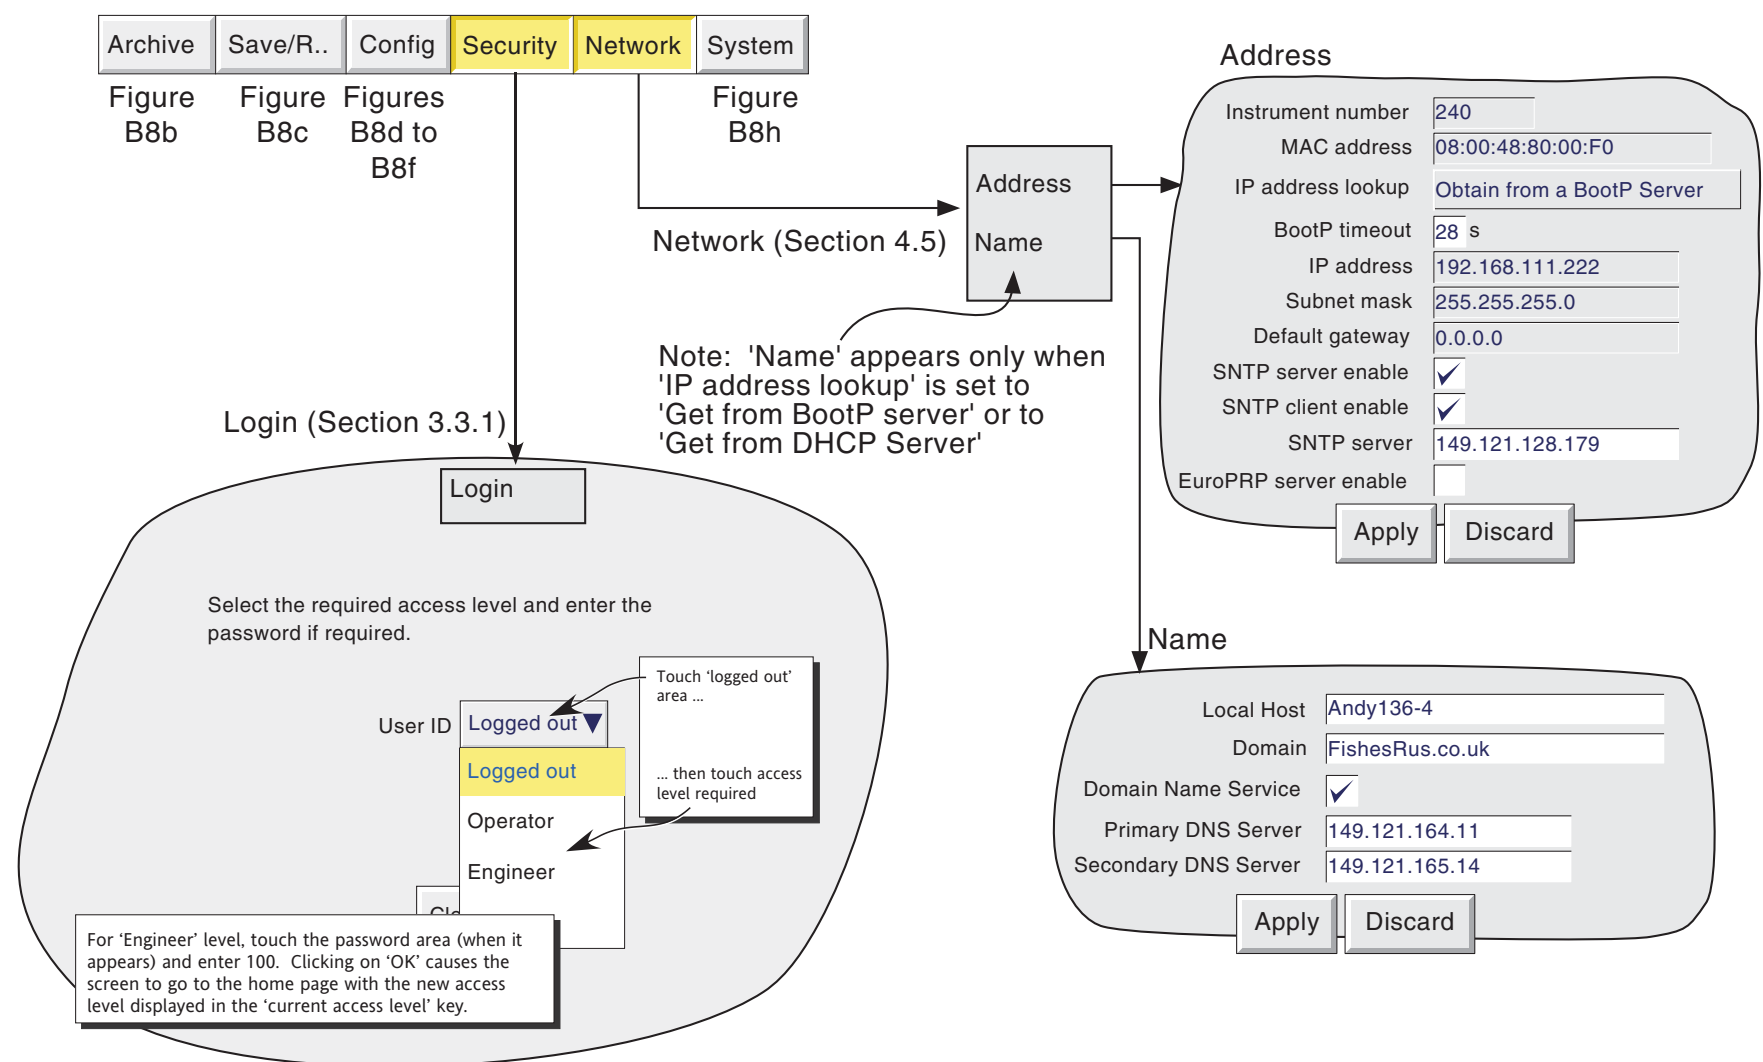 Archive Save/R.. Config Security Network System
Figure
B8b
Figure
B8c
Figures
B8d to
B8f
Figure
B8h
Network (Section 4.5)
Address
Name
Note: 'Name' appears only when
'IP address lookup' is set to
'Get from BootP server' or to
'Get from DHCP Server'
Address
Instrument number 240
MAC address 08:00:48:80:00:F0
IP address lookup Obtain from a BootP Server
BootP timeout 28 s
IP address 192.168.111.222
Subnet mask 255.255.255.0
Default gateway 0.0.0.0
SNTP server enable
SNTP client enable
SNTP server 149.121.128.179
EuroPRP server enable
Apply Discard
Name
Local Host Andy136-4
Domain FishesRus.co.uk
Domain Name Service
Primary DNS Server 149.121.164.11
Secondary DNS Server 149.121.165.14
Apply Discard
Login (Section 3.3.1)
Login
Select the required access level and enter the
password if required.
User ID Logged out
Logged out
Operator
Engineer
Touch ‘logged out’
area ...
... then touch access
level required
For ‘Engineer’ level, touch the password area (when it
appears) and enter 100. Clicking on ‘OK’ causes the
screen to go to the home page with the new access
level displayed in the ‘current access level’ key.